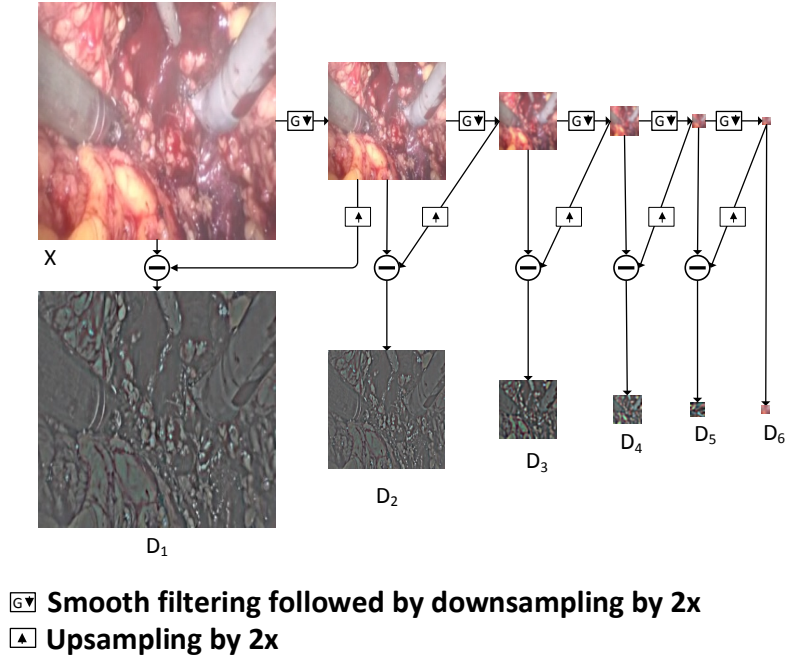 G▼
G▼
G▼
G▼
G▼
X
D₁
D₂
D₃
D₄
D₅
D₆
G▼ Smooth filtering followed by downsampling by 2x
Upsampling by 2x